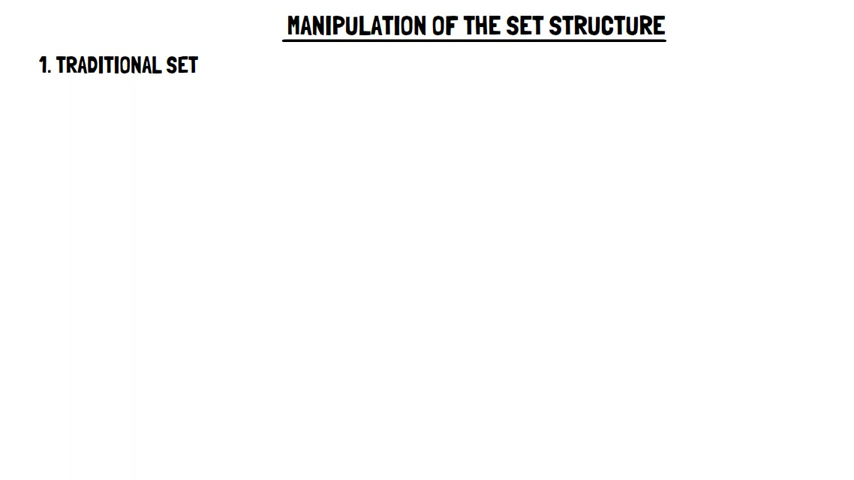 MANIPULATION OF THE SET STRUCTURE
1. TRADITIONAL SET